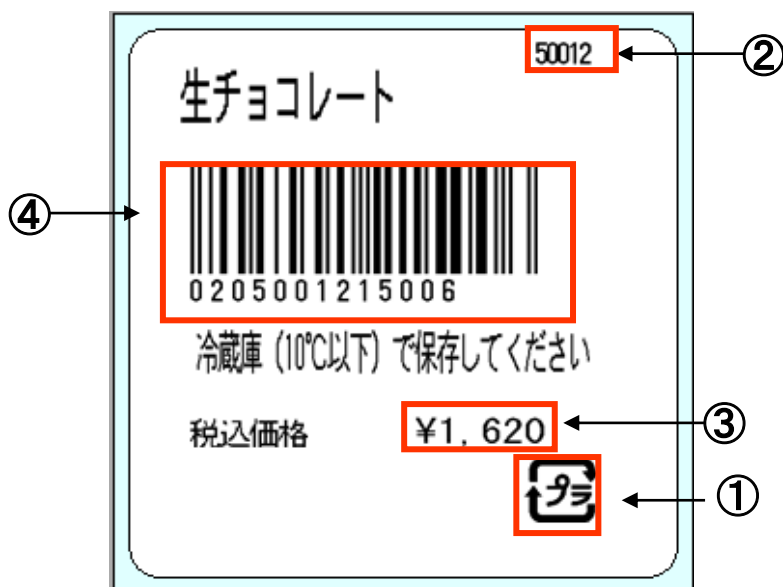 50012
②
生チョコレート
④
0205001215006
冷蔵庫（10℃以下）で保存してください
税込価格 ¥1, 620
③
プラ
①